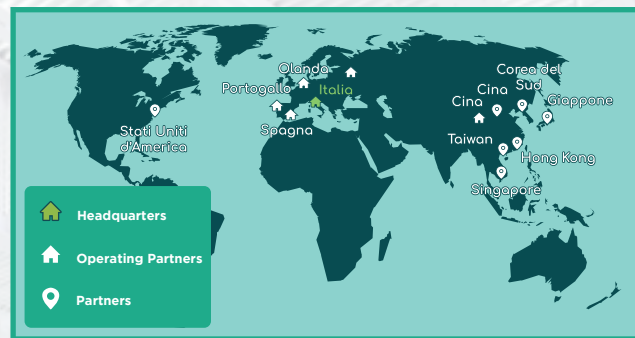 Olanda
Portogallo
Italia
Spagna
Stati Uniti
d'America
Corea del
Sud
Cina
Cina
Giappone
Taiwan
Hong Kong
Singapore
Headquarters
Operating Partners
Partners